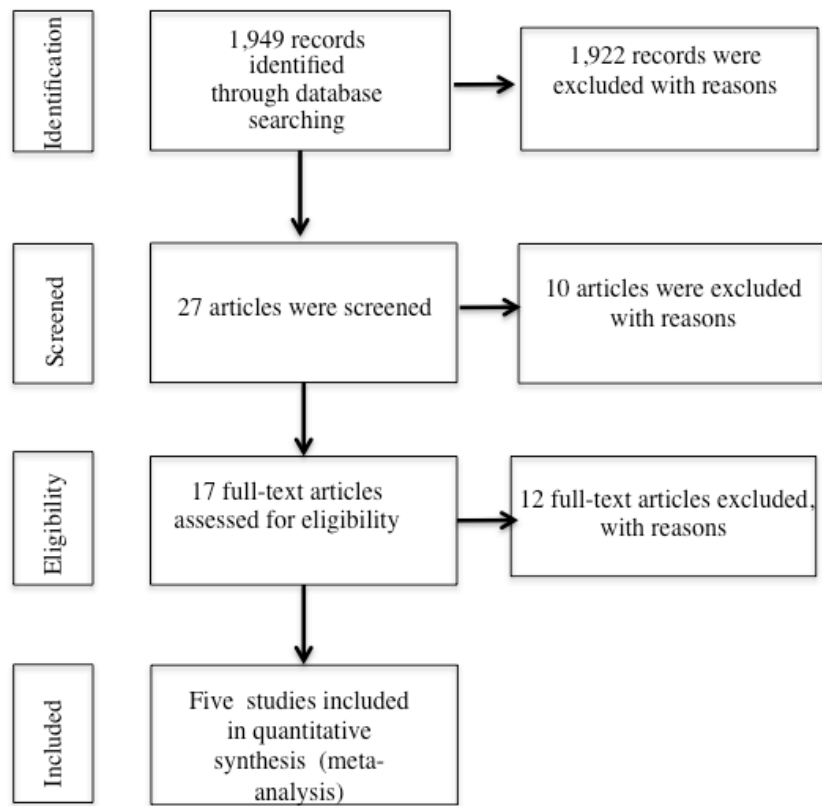 Identification
1,949 records
identified
through database
searching
1,922 records were
excluded with reasons
Screened
27 articles were screened
10 articles were excluded
with reasons
Eligibility
17 full-text articles
assessed for eligibility
12 full-text articles excluded,
with reasons
Included
Five studies included
in quantitative
synthesis (meta-
analysis)